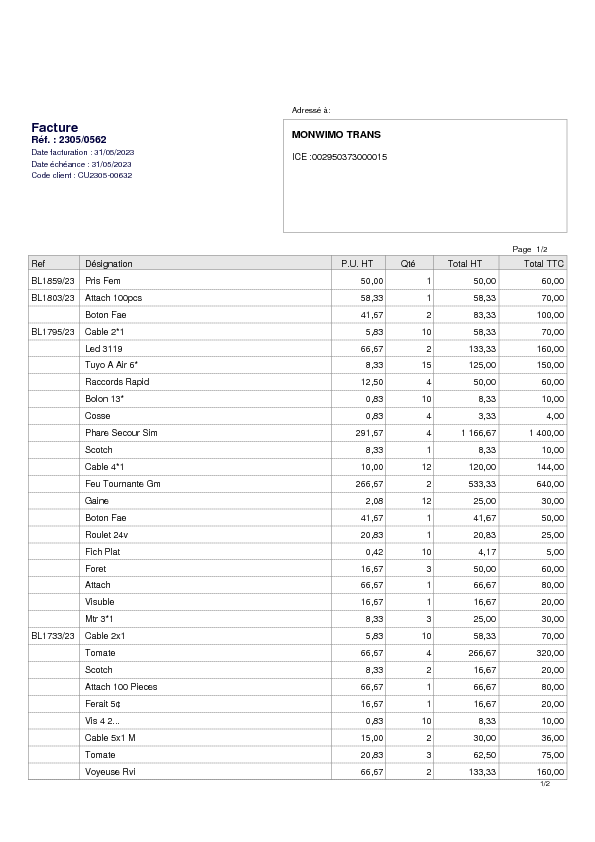 Adressé à:
Facture
Réf. : 2305/0562
Date facturation : 31/05/2023
Date échéance : 31/05/2023
Code client : CU2305-00632
MONWIMO TRANS
ICE :002950373000015
Page 1/2
Ref Désignation P.U. HT Qté Total HT Total TTC
BL1859/23 Pris Fem 50,00 1 50,00 60,00
BL1803/23 Attach 100pcs 58,33 1 58,33 70,00
Boton Fae 41,67 2 83,33 100,00
BL1795/23 Cable 2*1 5,83 10 58,33 70,00
Led 3119 66,67 2 133,33 160,00
Tuyo A Air 6* 8,33 15 125,00 150,00
Raccords Rapid 12,50 4 50,00 60,00
Bolon 13* 0,83 10 8,33 10,00
Cosse 0,83 4 3,33 4,00
Phare Secour Slm 291,67 4 1 166,67 1 400,00
Scotch 8,33 1 8,33 10,00
Cable 4*1 10,00 12 120,00 144,00
Feu Tournante Gm 266,67 2 533,33 640,00
Gaine 2,08 12 25,00 30,00
Boton Fae 41,67 1 41,67 50,00
Roulet 24v 20,83 1 20,83 25,00
Fich Plat 0,42 10 4,17 5,00
Foret 16,67 3 50,00 60,00
Attach 66,67 1 66,67 80,00
Visuble 16,67 1 16,67 20,00
Mtr 3*1 8,33 3 25,00 30,00
BL1733/23 Cable 2x1 5,83 10 58,33 70,00
Tomate 66,67 4 266,67 320,00
Scotch 8,33 2 16,67 20,00
Attach 100 Pieces 66,67 1 66,67 80,00
Ferait 5¢ 16,67 1 16,67 20,00
Vis 4 2... 0,83 10 8,33 10,00
Cable 5x1 M 15,00 2 30,00 36,00
Tomate 20,83 3 62,50 75,00
Voyeuse Rvi 66,67 2 133,33 160,00
1/2